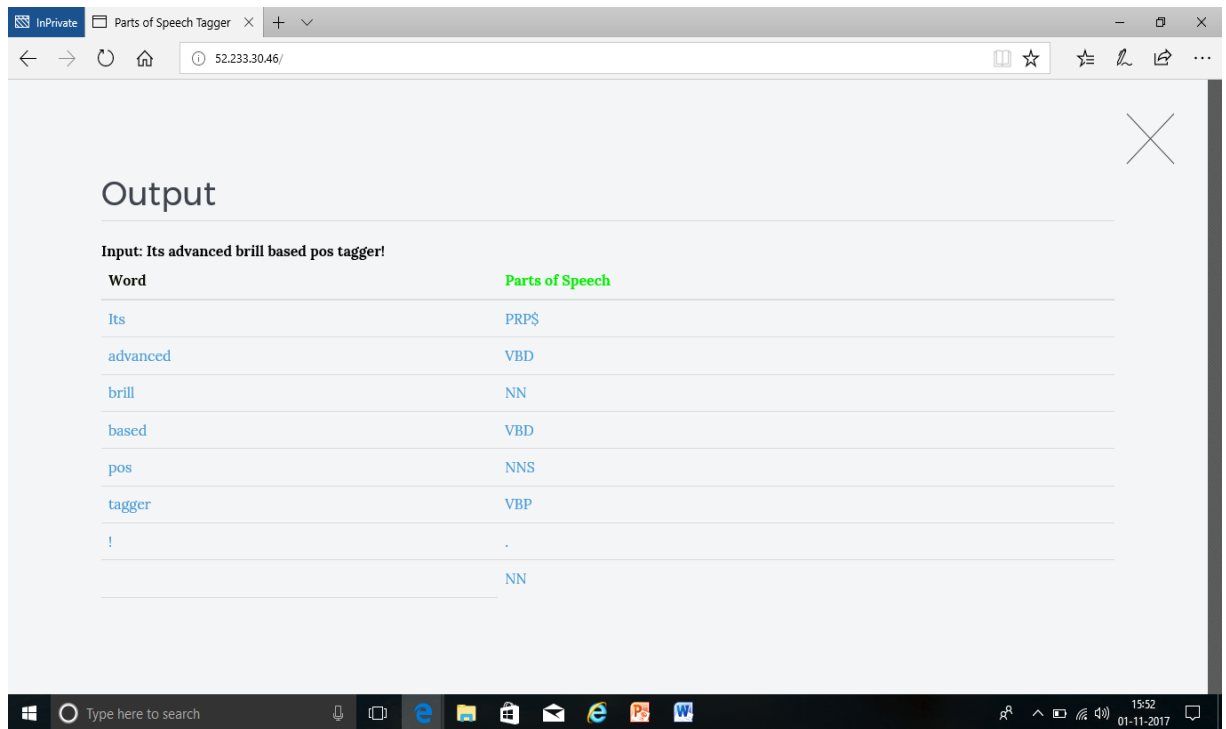 InPrivate Parts of Speech Tagger
52.233.30.46/
Output
Input: Its advanced brill based pos tagger!
Word Parts of Speech
Its PRP$
advanced VBD
brill NN
based VBD
pos NNS
tagger VBP
! .
NN
Type here to search
15:52
01-11-2017